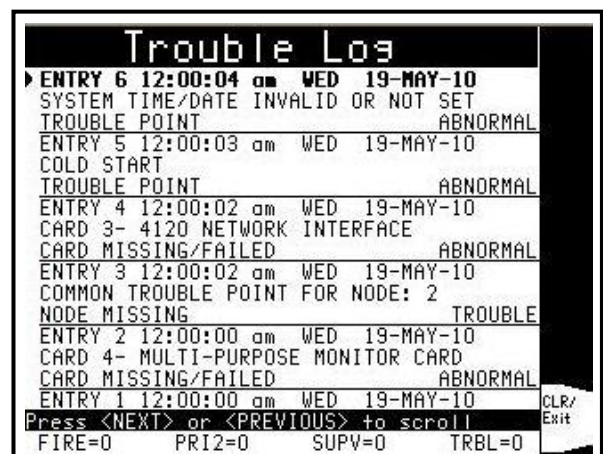 Trouble Log
ENTRY 6 12:00:04 am WED 19-MAY-10
SYSTEM TIME/DATE INVALID OR NOT SET
TROUBLE POINT ABNORMAL
ENTRY 5 12:00:03 am WED 19-MAY-10
COLD START
TROUBLE POINT ABNORMAL
ENTRY 4 12:00:02 am WED 19-MAY-10
CARD 3- 4120 NETWORK INTERFACE
CARD MISSING/FAILED ABNORMAL
ENTRY 3 12:00:02 am WED 19-MAY-10
COMMON TROUBLE POINT FOR NODE: 2
NODE MISSING TROUBLE
ENTRY 2 12:00:00 am WED 19-MAY-10
CARD 4- MULTI-PURPOSE MONITOR CARD
CARD MISSING/FAILED ABNORMAL
ENTRY 1 12:00:00 am WED 19-MAY-10
Press <NEXT> or <PREVIOUS> to scroll
FIRE=0 PRI2=0 SUPV=0 TRBL=0
CLR/
Exit